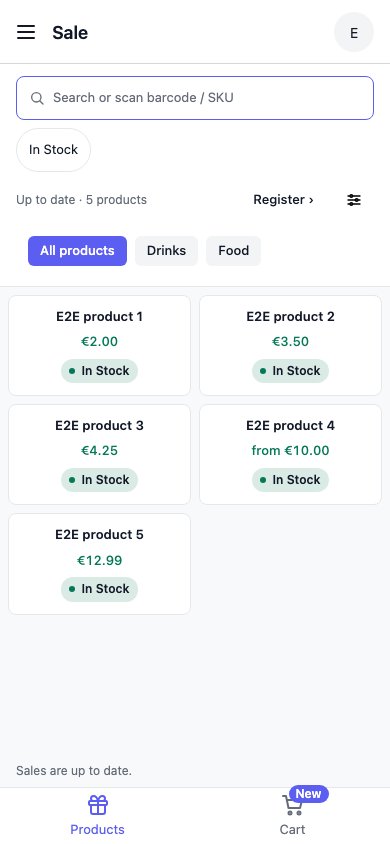 Sale
E
Search or scan barcode / SKU
In Stock
Up to date · 5 products
Register ›
All products
Drinks
Food
E2E product 1
€2.00
In Stock
E2E product 2
€3.50
In Stock
E2E product 3
€4.25
In Stock
E2E product 4
from €10.00
In Stock
E2E product 5
€12.99
In Stock
Sales are up to date.
Products
New
Cart